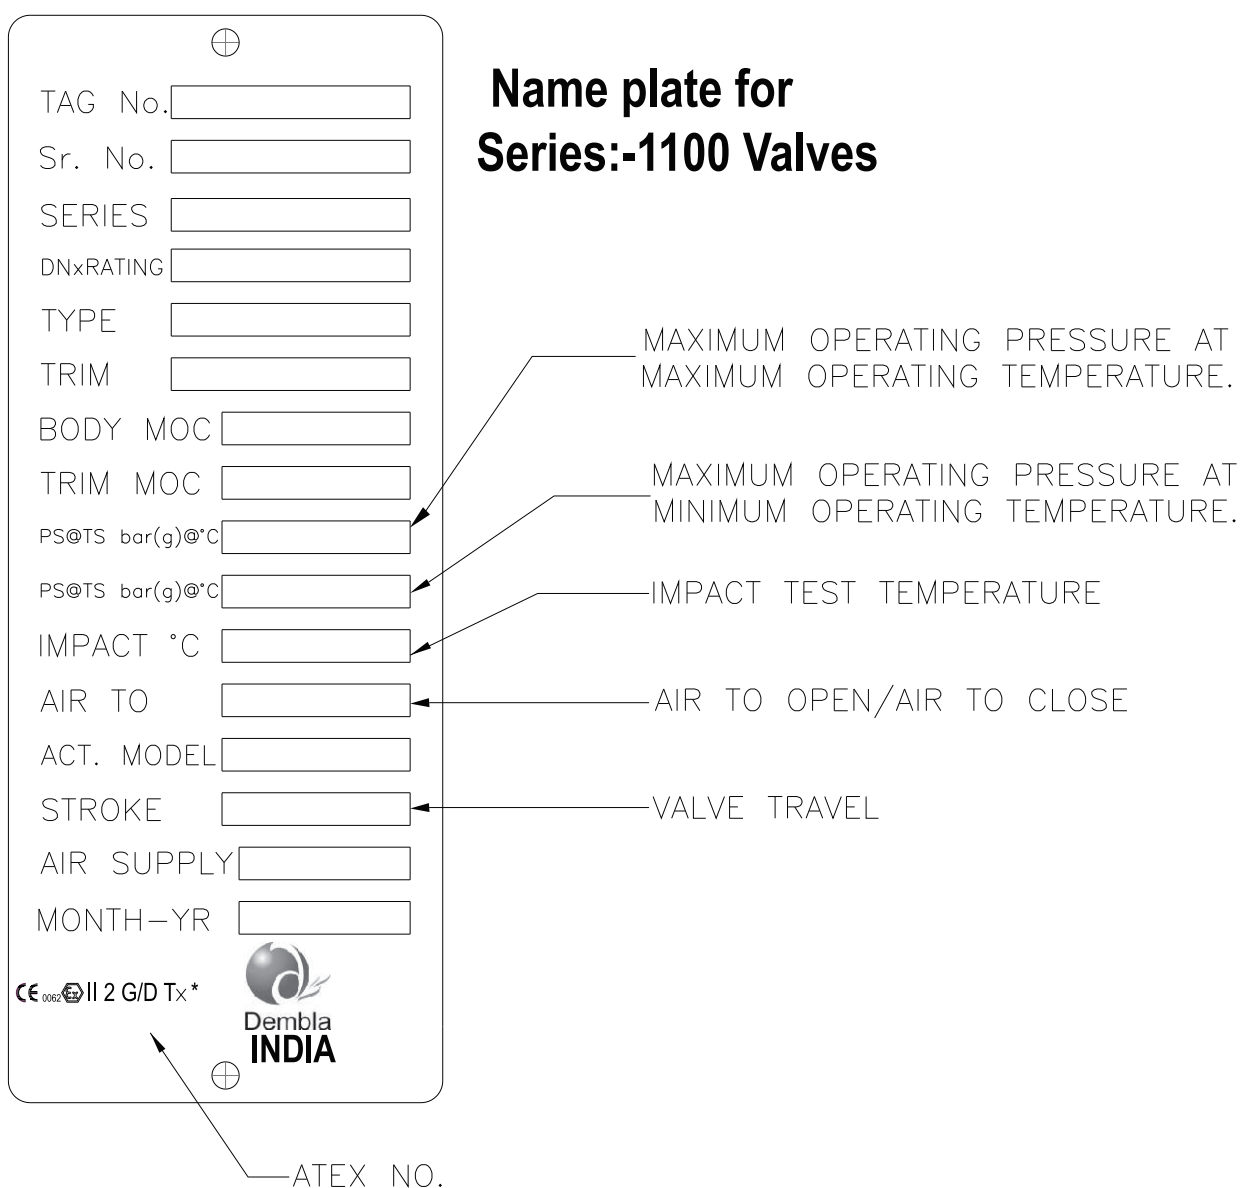 Name plate for
Series:-1100 Valves
TAG No.
Sr. No.
SERIES
DNxRATING
TYPE
TRIM
BODY MOC
TRIM MOC
PS@TS bar(g)@°C
PS@TS bar(g)@°C
IMPACT °C
AIR TO
ACT. MODEL
STROKE
AIR SUPPLY
MONTH-YR
CE 0062 Ex II 2 G/D Tx *
Dembla
INDIA
MAXIMUM OPERATING PRESSURE AT
MAXIMUM OPERATING TEMPERATURE.
MAXIMUM OPERATING PRESSURE AT
MINIMUM OPERATING TEMPERATURE.
IMPACT TEST TEMPERATURE
AIR TO OPEN/AIR TO CLOSE
VALVE TRAVEL
ATEX NO.